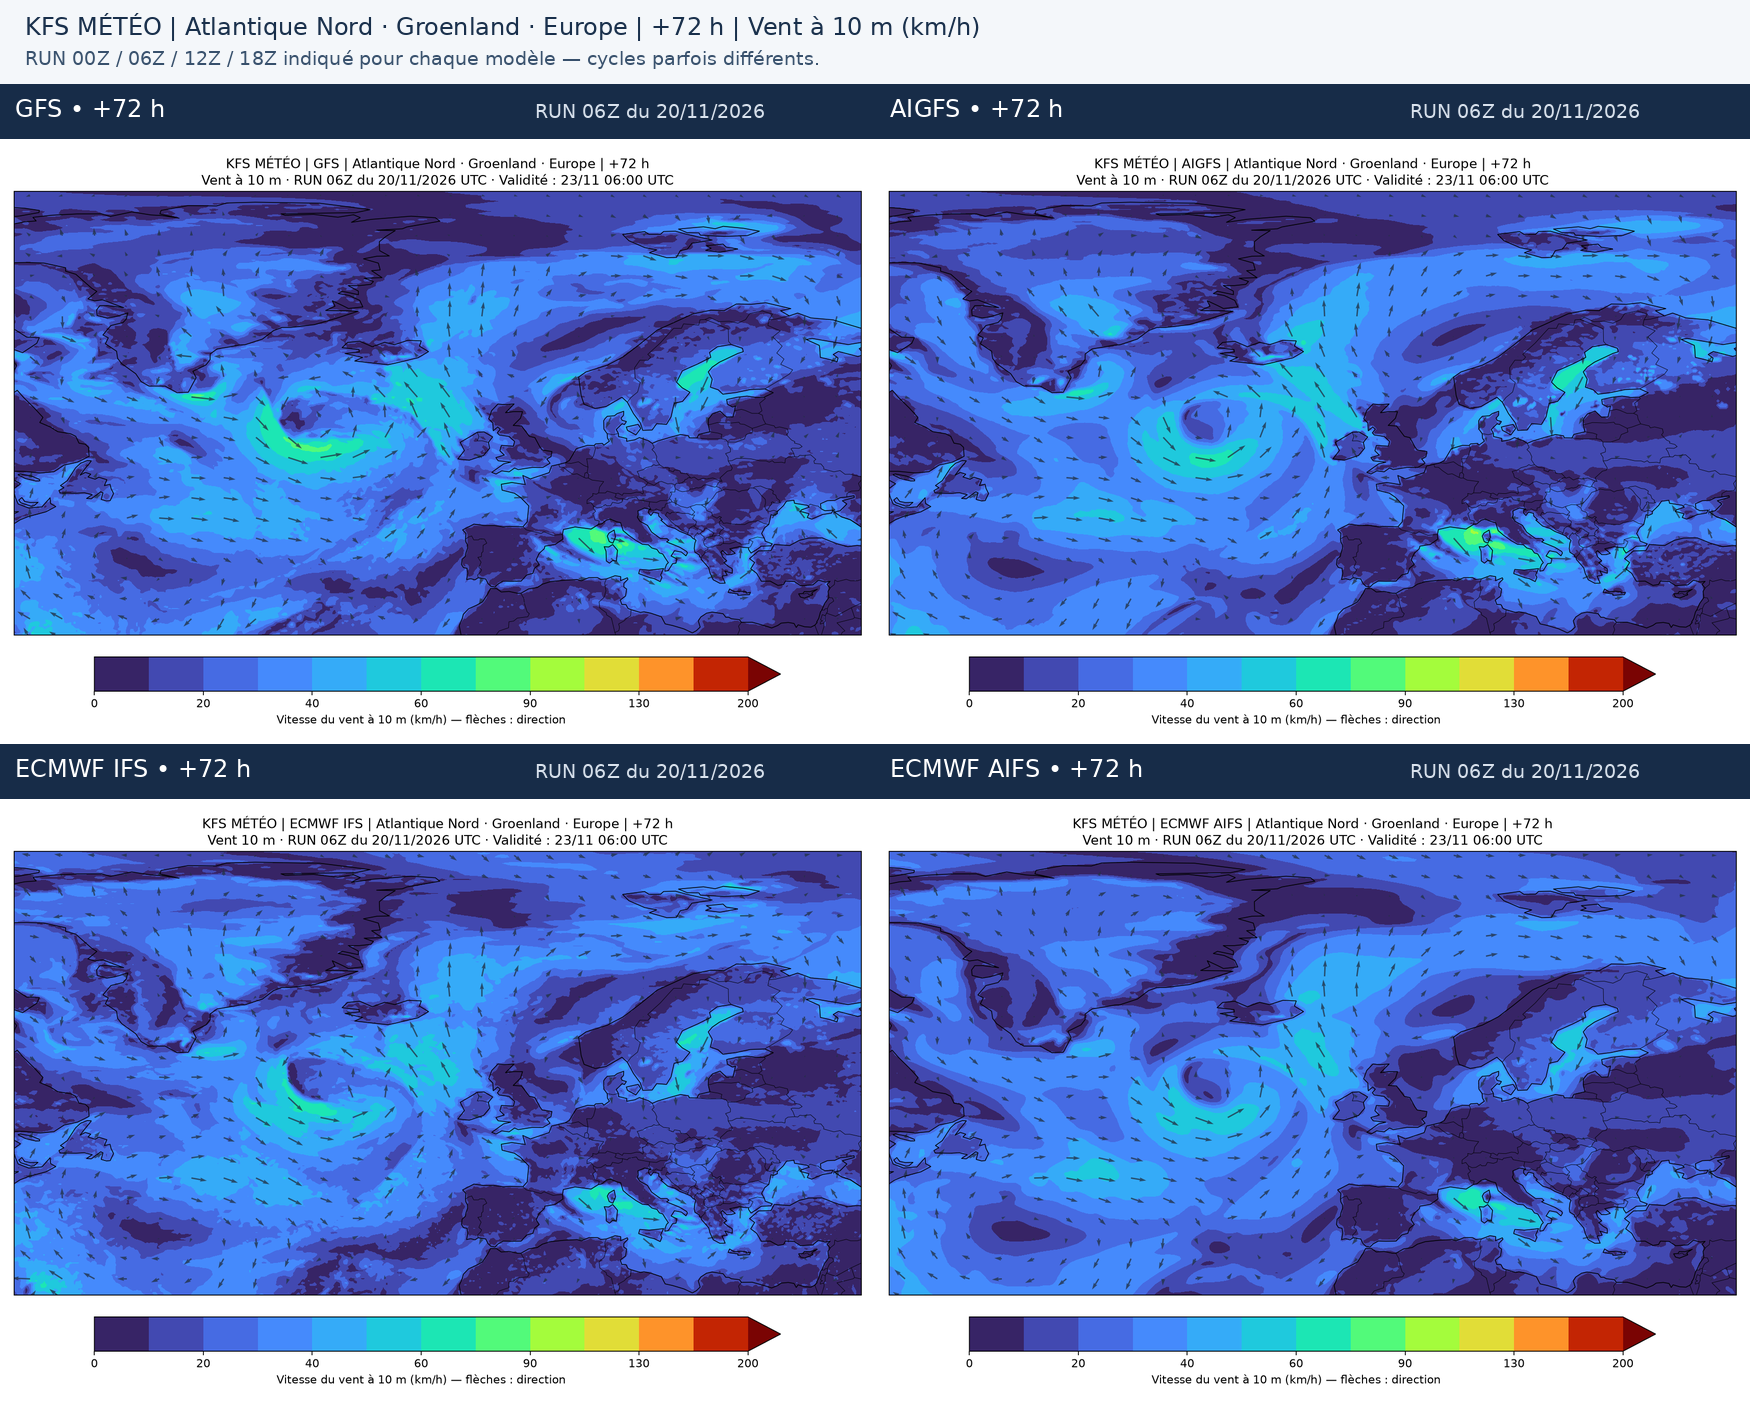 KFS MÉTÉO | Atlantique Nord · Groenland · Europe | +72 h | Vent à 10 m (km/h)
RUN 00Z / 06Z / 12Z / 18Z indiqué pour chaque modèle — cycles parfois différents.
GFS • +72 h
RUN 06Z du 20/11/2026
KFS MÉTÉO | GFS | Atlantique Nord · Groenland · Europe | +72 h
Vent à 10 m · RUN 06Z du 20/11/2026 UTC · Validité : 23/11 06:00 UTC
0 20 40 60 90 130 200
Vitesse du vent à 10 m (km/h) — flèches : direction
AIGFS • +72 h
RUN 06Z du 20/11/2026
KFS MÉTÉO | AIGFS | Atlantique Nord · Groenland · Europe | +72 h
Vent à 10 m · RUN 06Z du 20/11/2026 UTC · Validité : 23/11 06:00 UTC
0 20 40 60 90 130 200
Vitesse du vent à 10 m (km/h) — flèches : direction
ECMWF IFS • +72 h
RUN 06Z du 20/11/2026
KFS MÉTÉO | ECMWF IFS | Atlantique Nord · Groenland · Europe | +72 h
Vent 10 m · RUN 06Z du 20/11/2026 UTC · Validité : 23/11 06:00 UTC
0 20 40 60 90 130 200
Vitesse du vent à 10 m (km/h) — flèches : direction
ECMWF AIFS • +72 h
RUN 06Z du 20/11/2026
KFS MÉTÉO | ECMWF AIFS | Atlantique Nord · Groenland · Europe | +72 h
Vent 10 m · RUN 06Z du 20/11/2026 UTC · Validité : 23/11 06:00 UTC
0 20 40 60 90 130 200
Vitesse du vent à 10 m (km/h) — flèches : direction